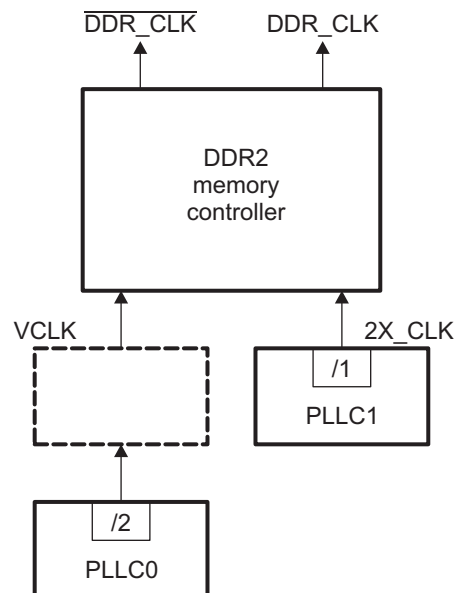 DDR_CLK DDR_CLK
DDR2
memory
controller
VCLK 2X_CLK
/1
PLLC1
/2
PLLC0